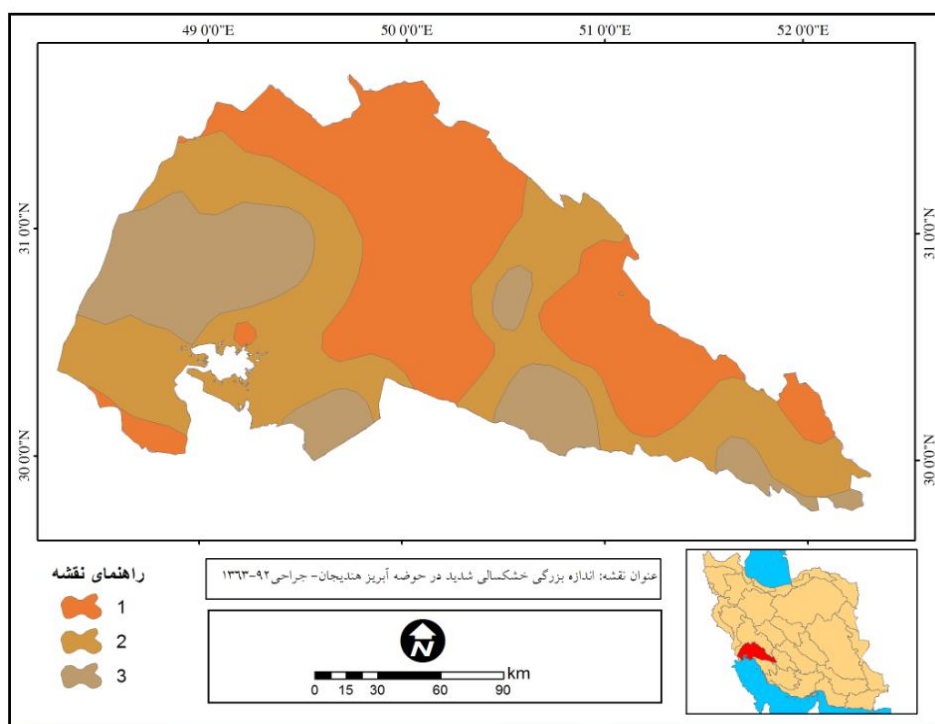 49 0'0"E 50 0'0"E 51 0'0"E 52 0'0"E
31 0'0"N 31 0'0"N
30 0'0"N 30 0'0"N
راهنمای نقشه
1
2
3
عنوان نقشه: اندازه بزرگی خشکسالی شدید در حوضه آبریز هندیجان- جراحی ۹۲-۱۳۶۳
N
km
0 15 30 60 90